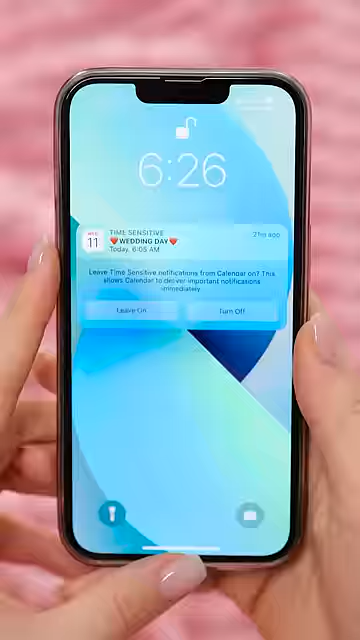 6:26
WED
11
TIME SENSITIVE
2h ago
❤️WEDDING DAY❤️
Today, 6:05 AM
Leave Time Sensitive notifications from Calendar on? This
allows Calendar to deliver important notifications
immediately.
Leave On
Turn Off